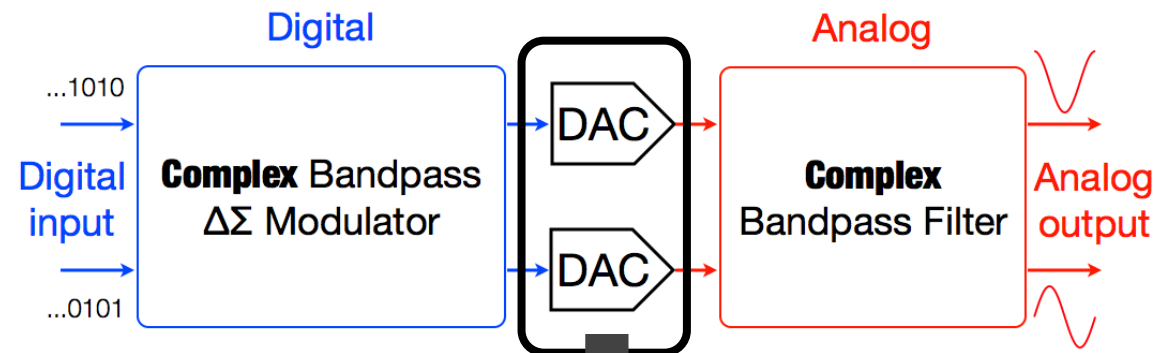 Digital
Analog
...1010
DAC
Digital
input
Complex Bandpass
ΔΣ Modulator
Complex
Bandpass Filter
Analog
output
DAC
...0101